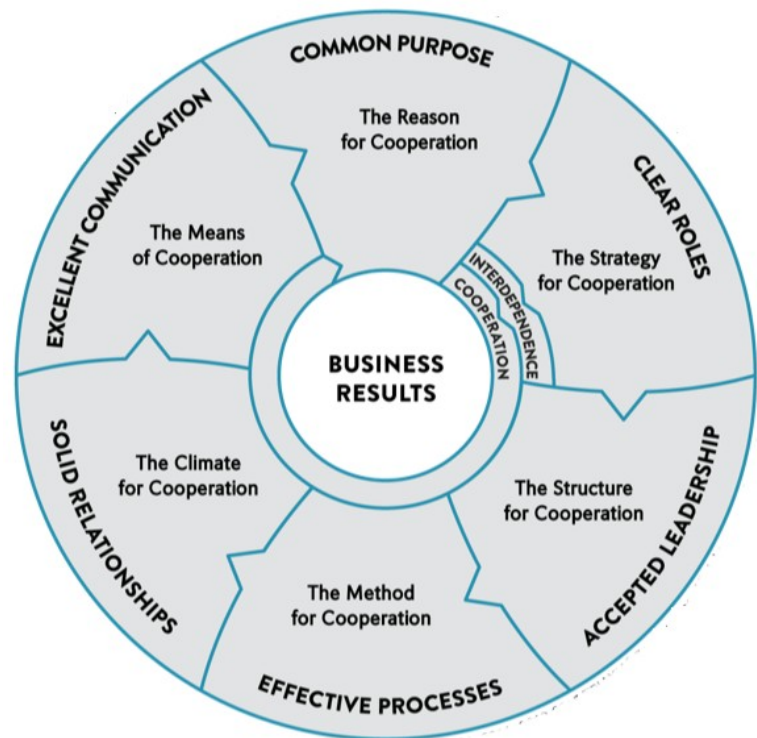 COMMON PURPOSE
The Reason
for Cooperation
CLEAR ROLES
The Strategy
for Cooperation
ACCEPTED LEADERSHIP
The Structure
for Cooperation
EFFECTIVE PROCESSES
The Method
for Cooperation
SOLID RELATIONSHIPS
The Climate
for Cooperation
EXCELLENT COMMUNICATION
The Means
of Cooperation
INTERDEPENDENCE
COOPERATION
BUSINESS
RESULTS